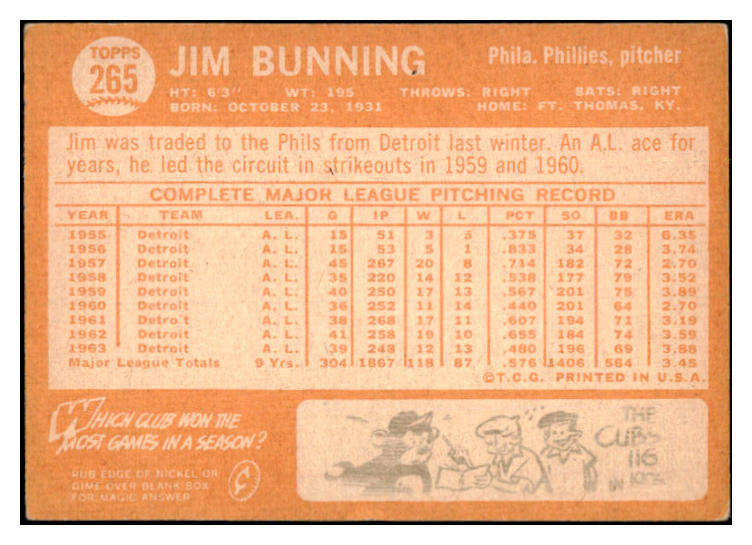 TOPPS
265
JIM BUNNING
Phila. Phillies, pitcher
HT: 6'3" WT: 195 THROWS: RIGHT BATS: RIGHT
BORN: OCTOBER 23, 1931 HOME: FT. THOMAS, KY.
Jim was traded to the Phils from Detroit last winter. An A.L. ace for
years, he led the circuit in strikeouts in 1959 and 1960.
COMPLETE MAJOR LEAGUE PITCHING RECORD
YEAR TEAM LEA. G IP W L PCT SO BB ERA
1955 Detroit A. L. 15 51 3 5 .375 37 32 6.35
1956 Detroit A. L. 15 53 5 1 .833 34 28 3.74
1957 Detroit A. L. 45 267 20 8 .714 182 72 2.70
1958 Detroit A. L. 35 220 14 12 .538 177 79 3.52
1959 Detroit A. L. 40 250 17 13 .567 201 75 3.89
1960 Detroit A. L. 36 252 11 14 .440 201 64 2.70
1961 Detroit A. L. 38 268 17 11 .607 194 71 3.19
1962 Detroit A. L. 41 258 19 10 .655 184 74 3.59
1963 Detroit A. L. 39 248 12 13 .480 196 69 3.88
Major League Totals 9 Yrs. 304 1867 118 87 .576 1406 564 3.45
©T.C.G. PRINTED IN U.S.A.
WHICH CLUB WON THE
MOST GAMES IN A SEASON?
RUB EDGE OF NICKEL OR
DIME OVER BLANK BOX
FOR MAGIC ANSWER
THE
CUBS
116
IN